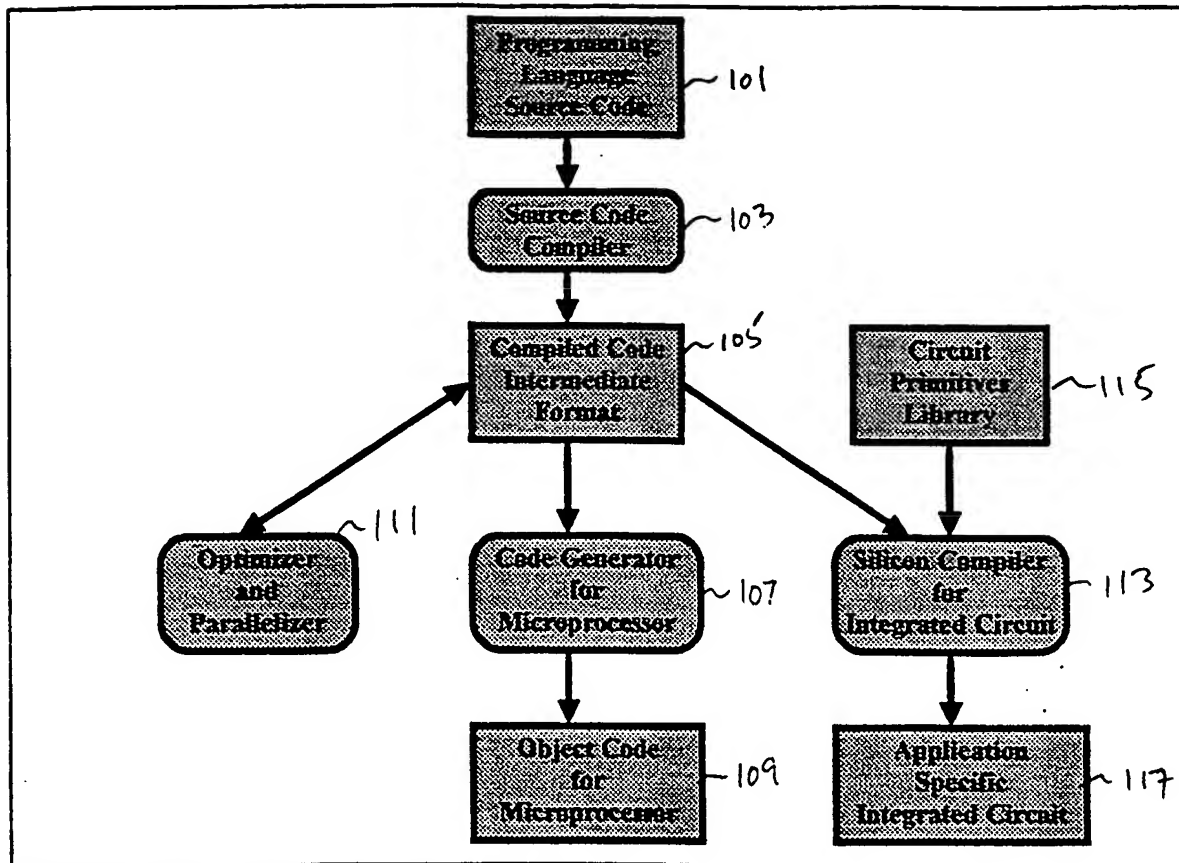 Programming
Language
Source Code
101
Source Code
Compiler
103
Compiled Code
Intermediate
Format
105
Circuit
Primitives
Library
115
Optimizer
and
Parallelizer
111
Code Generator
for
Microprocessor
107
Silicon Compiler
for
Integrated Circuit
113
Object Code
for
Microprocessor
109
Application
Specific
Integrated Circuit
117